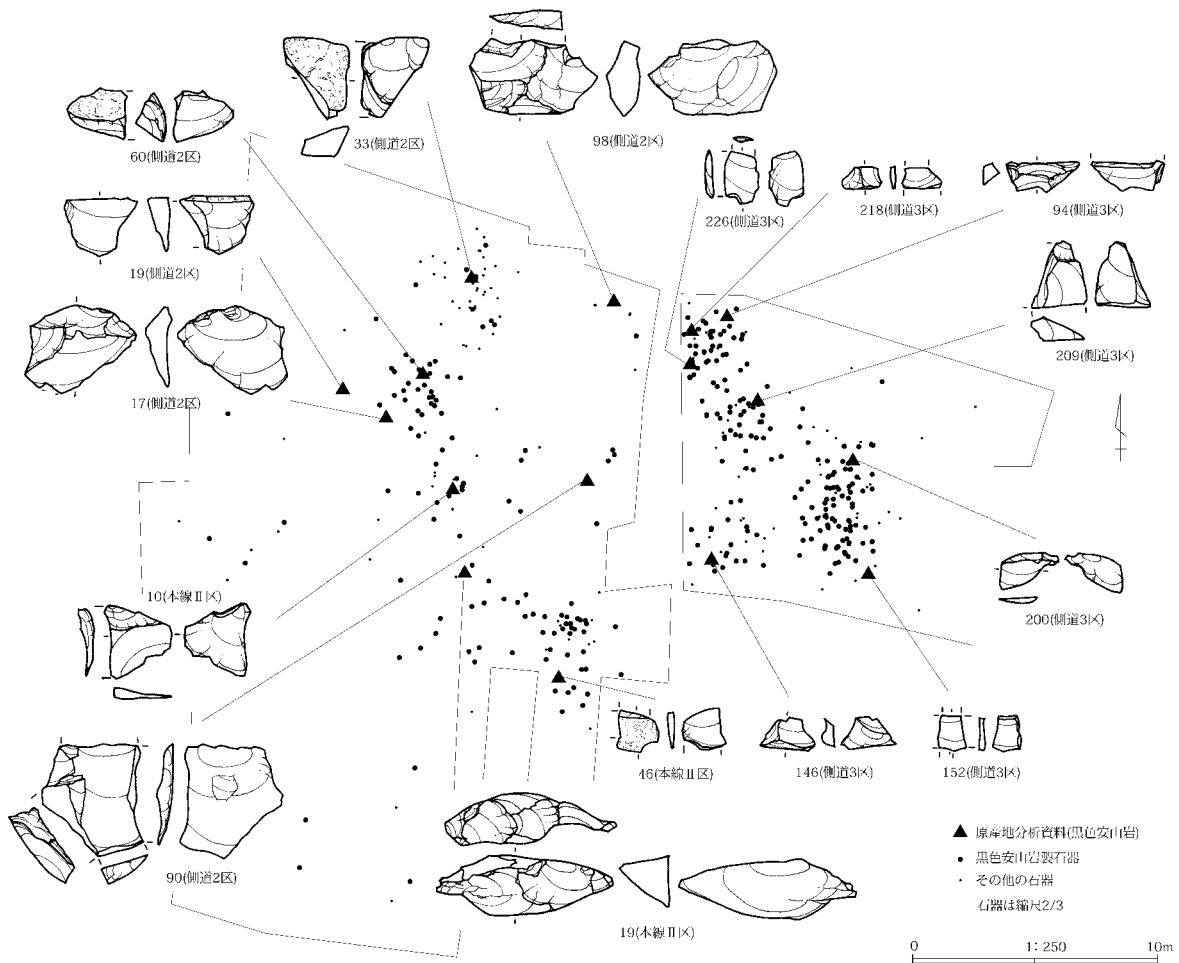 33(側道2区)
98(側道2区)
60(側道2区)
226(側道3区)
218(側道3区)
94(側道3区)
19(側道2区)
209(側道3区)
17(側道2区)
10(本線Ⅱ区)
200(側道3区)
46(本線Ⅱ区)
146(側道3区)
152(側道3区)
90(側道2区)
19(本線Ⅱ区)
▲ 原産地分析資料(黒色安山岩)
● 黒色安山岩製石器
・ その他の石器
石器は縮尺2/3
0 1:250 10m